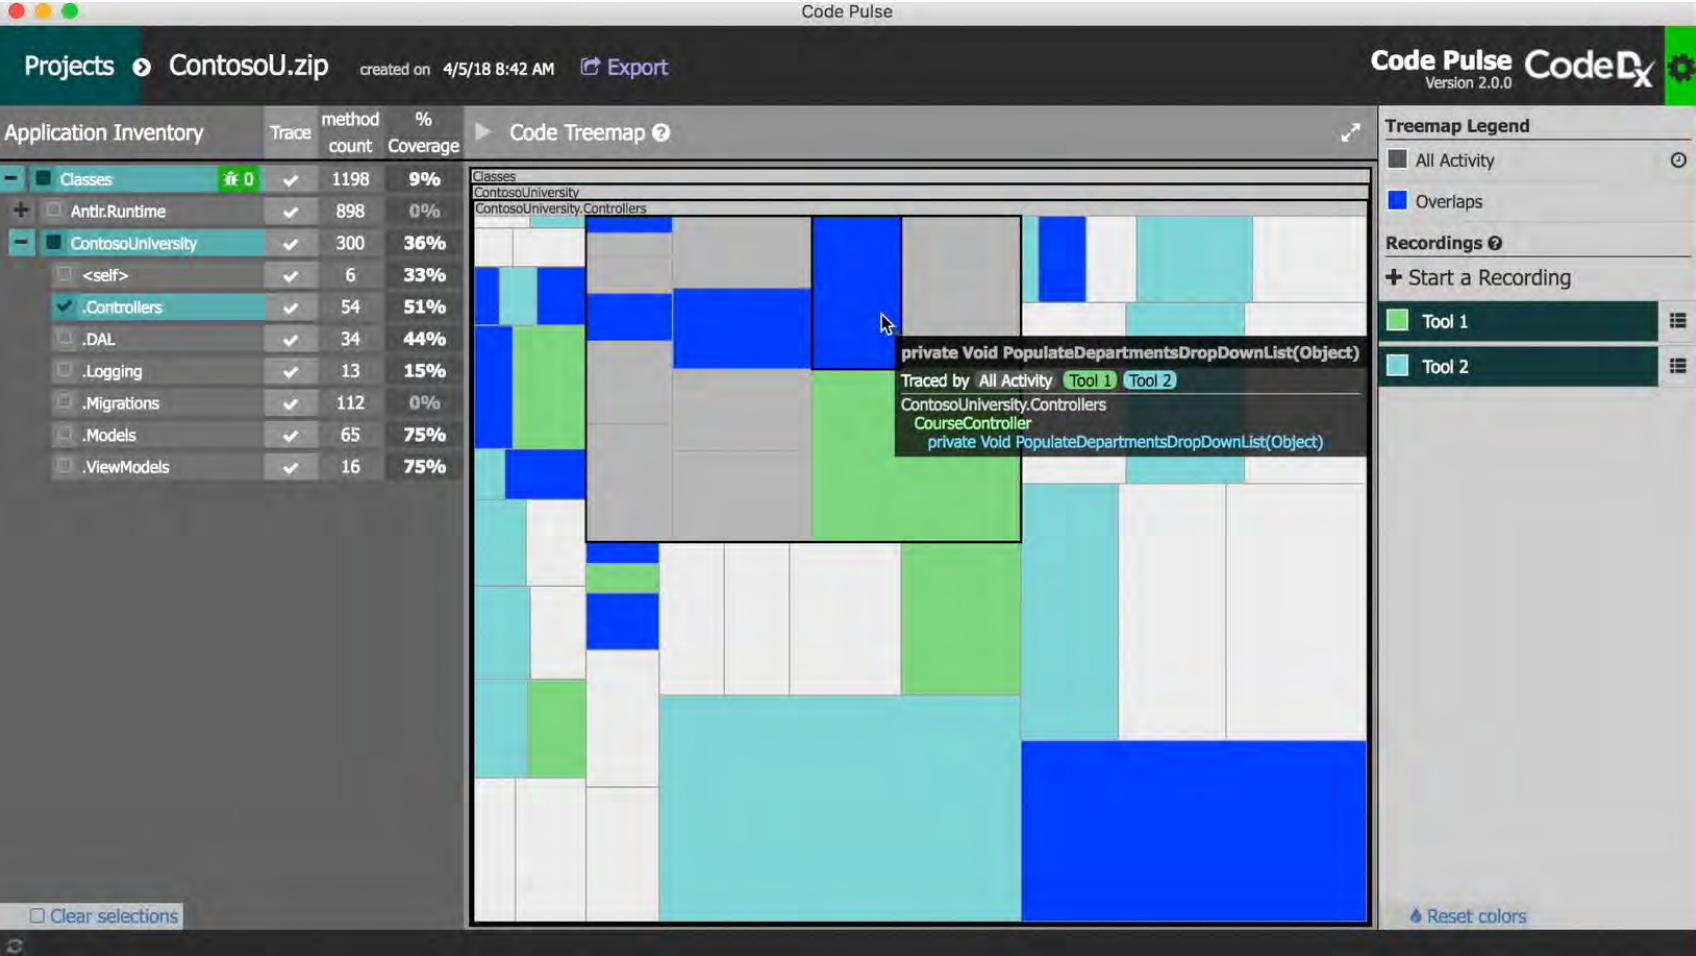 Code Pulse
Projects ContosoU.zip created on 4/5/18 8:42 AM Export
Code Pulse
Version 2.0.0
CodeDx
Application Inventory Trace method count % Coverage
Classes 0 1198 9%
Antlr.Runtime 898 0%
ContosoUniversity 300 36%
<self> 6 33%
.Controllers 54 51%
.DAL 34 44%
.Logging 13 15%
.Migrations 112 0%
.Models 65 75%
.ViewModels 16 75%
Clear selections
Code Treemap
Classes
ContosoUniversity
ContosoUniversity.Controllers
private Void PopulateDepartmentsDropDownList(Object)
Traced by All Activity Tool 1 Tool 2
ContosoUniversity.Controllers
CourseController
private Void PopulateDepartmentsDropDownList(Object)
Treemap Legend
All Activity
Overlaps
Recordings
+ Start a Recording
Tool 1
Tool 2
Reset colors